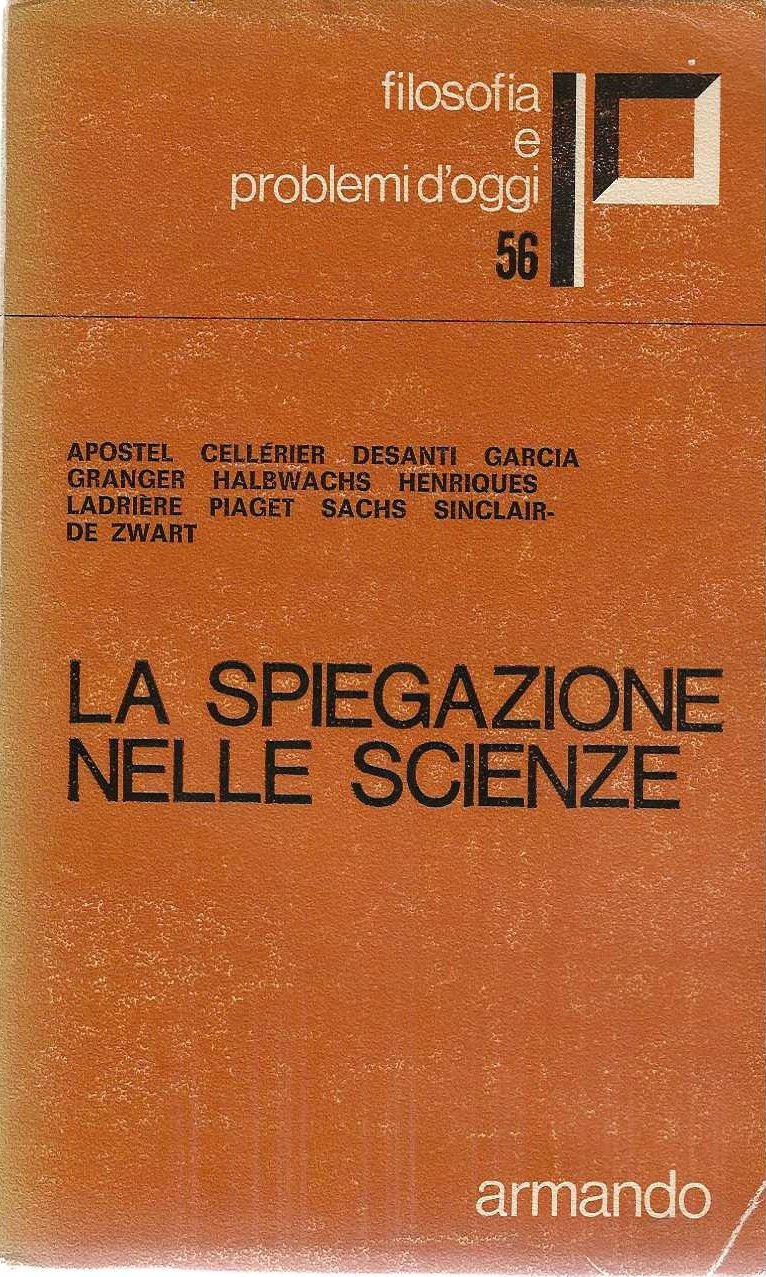 filosofia
e
problemi d'oggi
56
APOSTEL CELLÉRIER DESANTI GARCIA
GRANGER HALBWACHS HENRIQUES
LADRIÈRE PIAGET SACHS SINCLAIR-
DE ZWART
LA SPIEGAZIONE
NELLE SCIENZE
armando